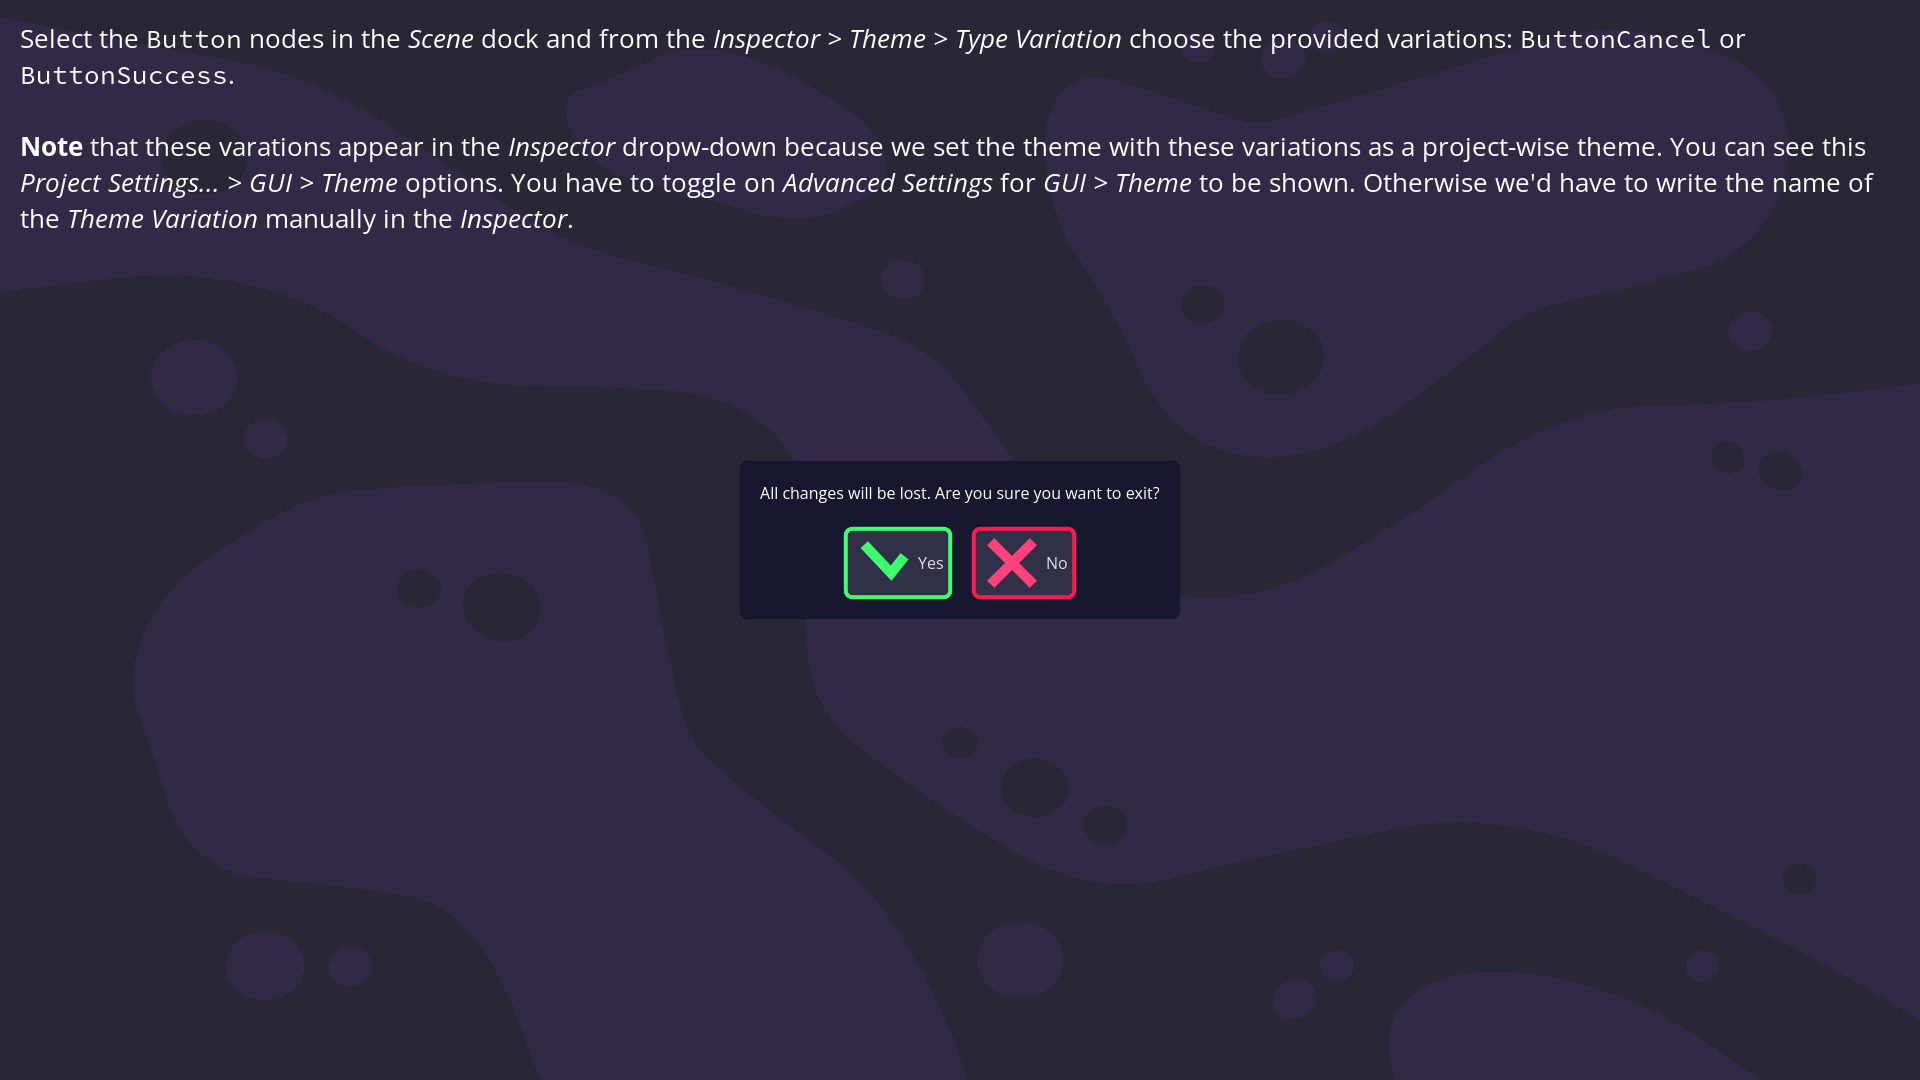 Select the Button nodes in the Scene dock and from the Inspector > Theme > Type Variation choose the provided variations: ButtonCancel or
ButtonSuccess.
Note that these varations appear in the Inspector dropw-down because we set the theme with these variations as a project-wise theme. You can see this
Project Settings... > GUI > Theme options. You have to toggle on Advanced Settings for GUI > Theme to be shown. Otherwise we'd have to write the name of
the Theme Variation manually in the Inspector.
All changes will be lost. Are you sure you want to exit?
Yes No